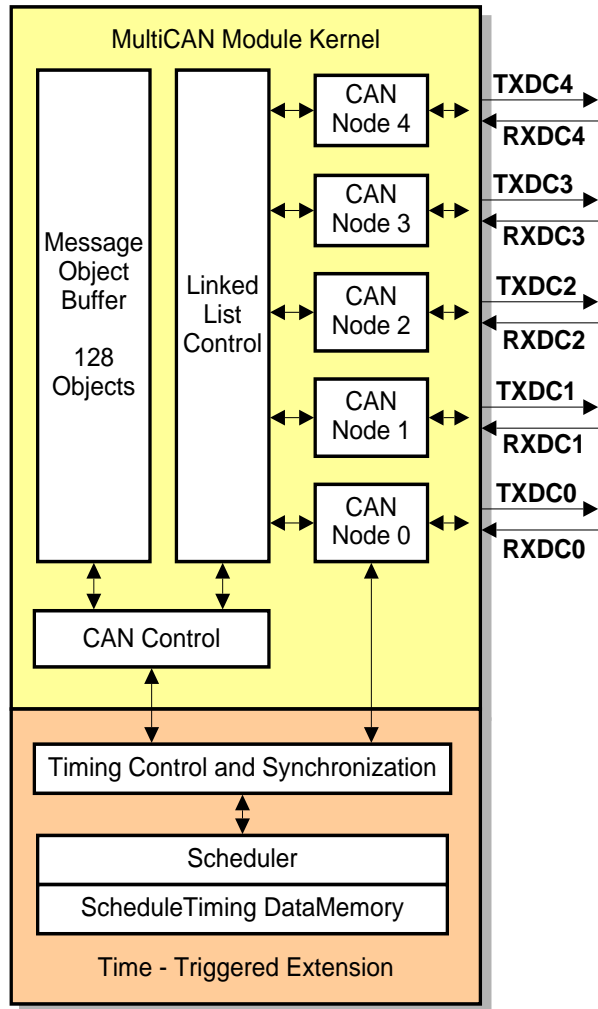 MultiCAN Module Kernel
Message
Object
Buffer
128
Objects
Linked
List
Control
CAN
Node 4
TXDC4
RXDC4
CAN
Node 3
TXDC3
RXDC3
CAN
Node 2
TXDC2
RXDC2
CAN
Node 1
TXDC1
RXDC1
CAN
Node 0
TXDC0
RXDC0
CAN Control
Timing Control and Synchronization
Scheduler
ScheduleTiming DataMemory
Time - Triggered Extension